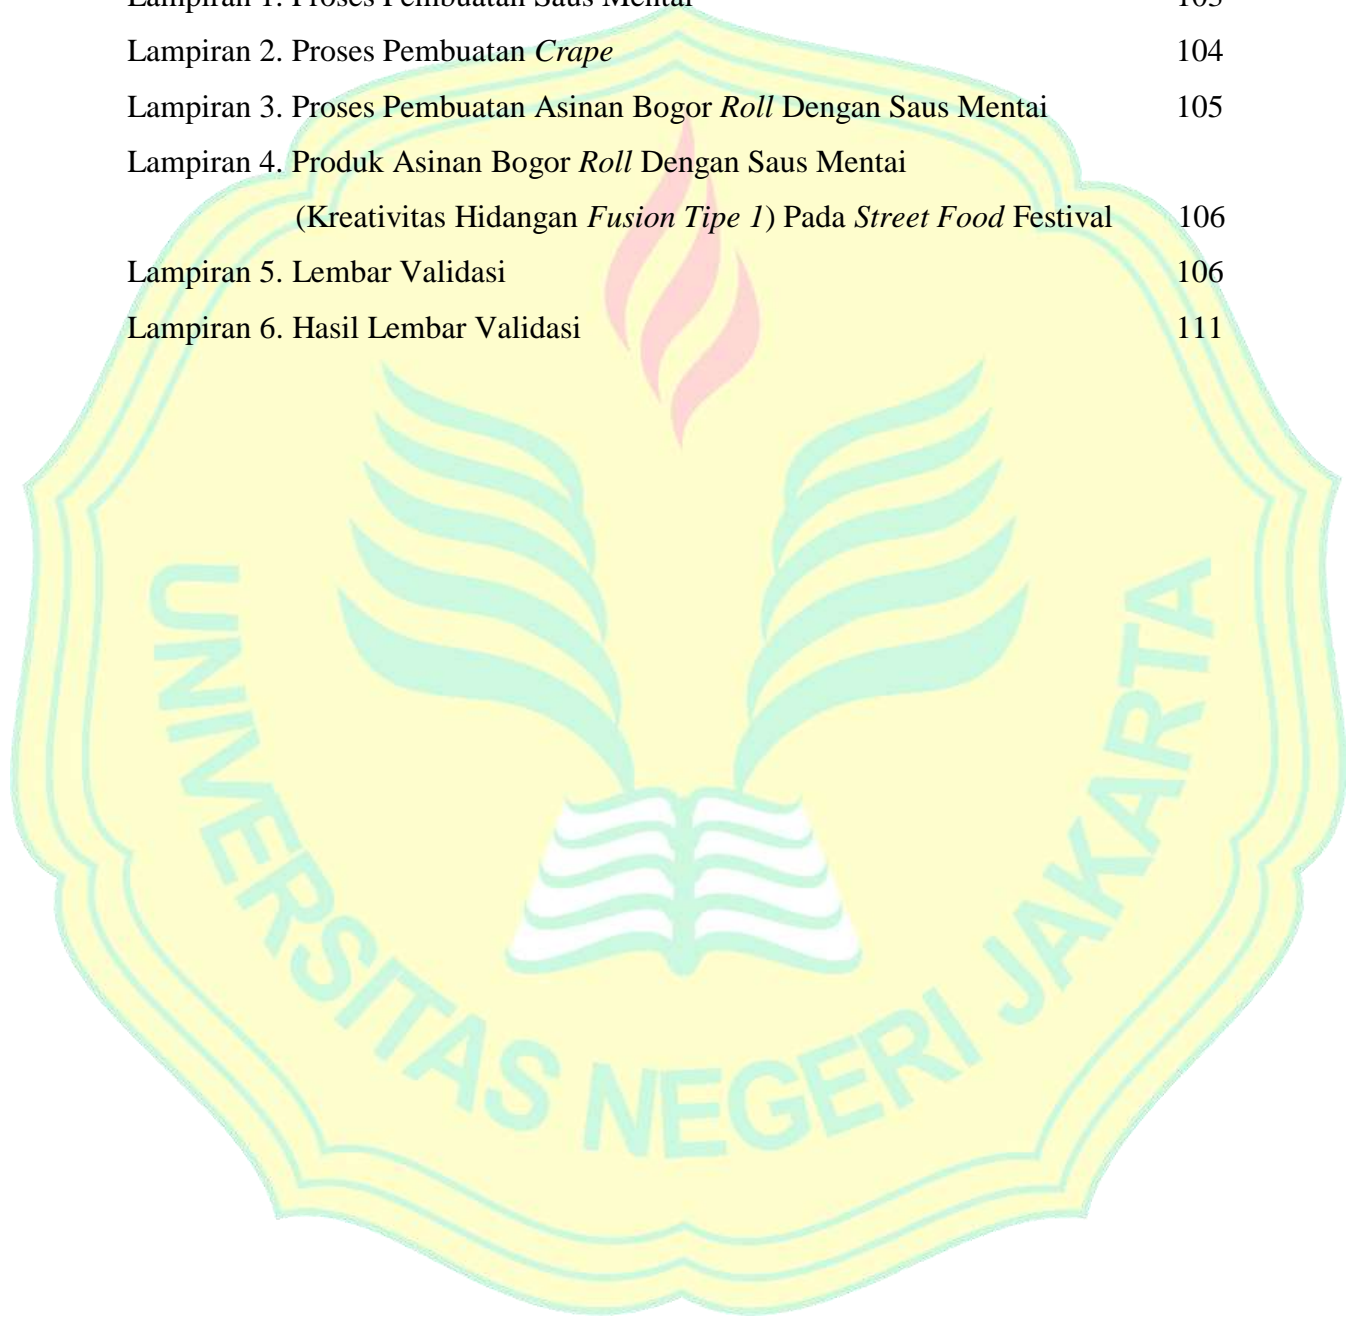 Lampiran 1. Proses Pembuatan Saus Mentai 103
Lampiran 2. Proses Pembuatan Crape 104
Lampiran 3. Proses Pembuatan Asinan Bogor Roll Dengan Saus Mentai 105
Lampiran 4. Produk Asinan Bogor Roll Dengan Saus Mentai
(Kreativitas Hidangan Fusion Tipe 1) Pada Street Food Festival 106
Lampiran 5. Lembar Validasi 106
Lampiran 6. Hasil Lembar Validasi 111
UNIVERSITAS NEGERI JAKARTA